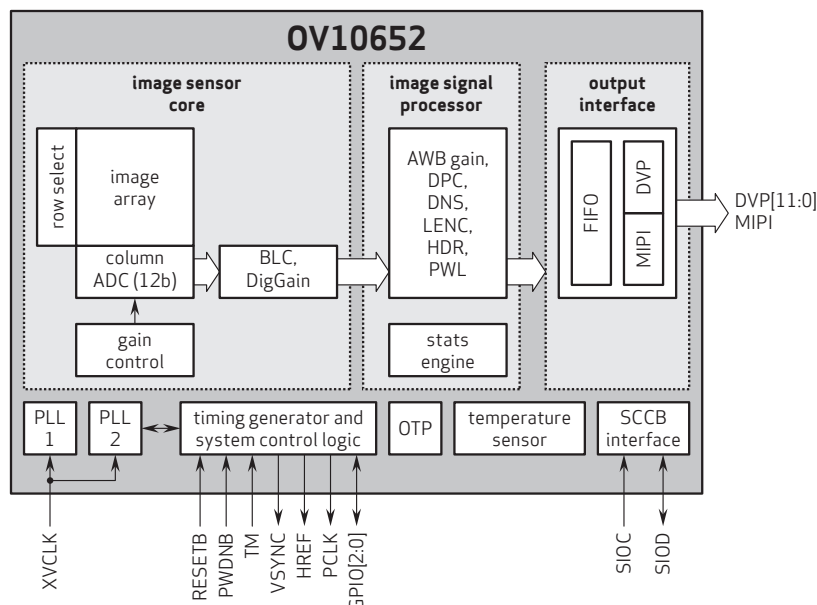 OV10652
image sensor
core
image signal
processor
output
interface
row select
image
array
column
ADC (12b)
gain
control
BLC,
DigGain
AWB gain,
DPC,
DNS,
LENC,
HDR,
PWL
stats
engine
FIFO
DVP
MIPI
DVP[11:0]
MIPI
PLL
1
PLL
2
timing generator and
system control logic
OTP
temperature
sensor
SCCB
interface
XVCLK
RESETB
PWDNB
TM
VSYNC
HREF
PCLK
GPIO[2:0]
SIOC
SIOD